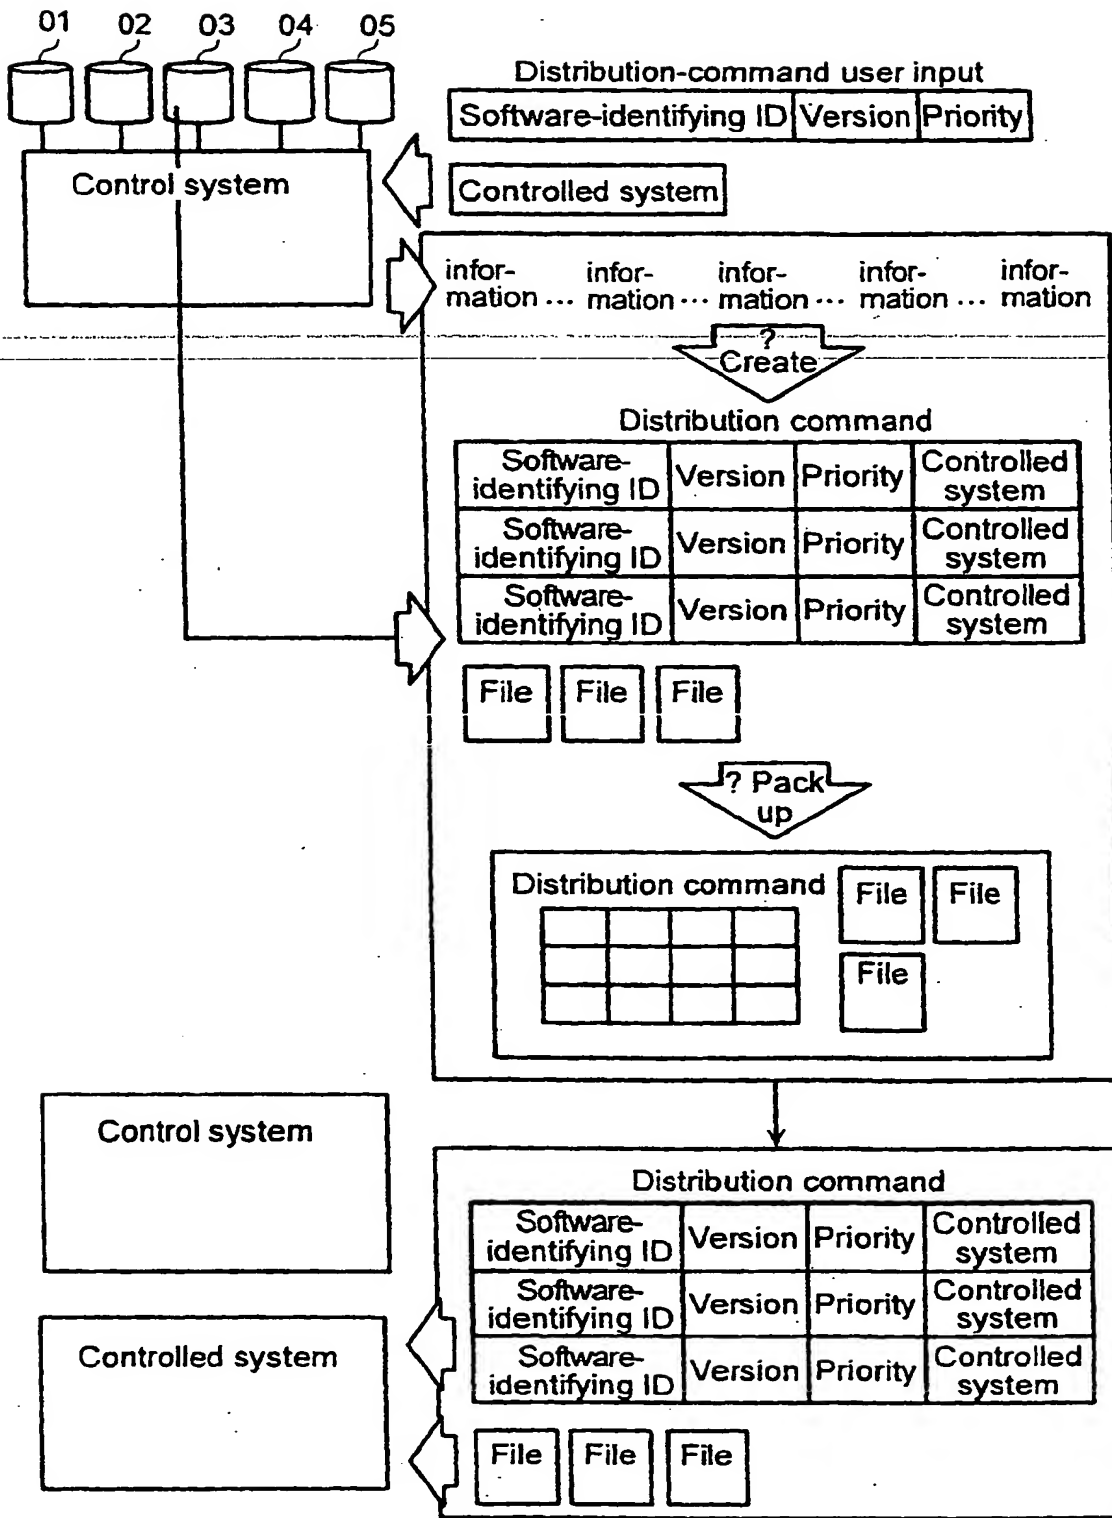 01 02 03 04 05
Distribution-command user input
Software-identifying ID Version Priority
Control system
Controlled system
infor- infor- infor- infor- infor-
mation ... mation ... mation ... mation ... mation
?
Create
Distribution command
Software-
identifying ID Version Priority Controlled
system
Software-
identifying ID Version Priority Controlled
system
Software-
identifying ID Version Priority Controlled
system
File File File
? Pack
up
Distribution command
File File
File
Control system
Distribution command
Software-
identifying ID Version Priority Controlled
system
Software-
identifying ID Version Priority Controlled
system
Controlled system
Software-
identifying ID Version Priority Controlled
system
File File File